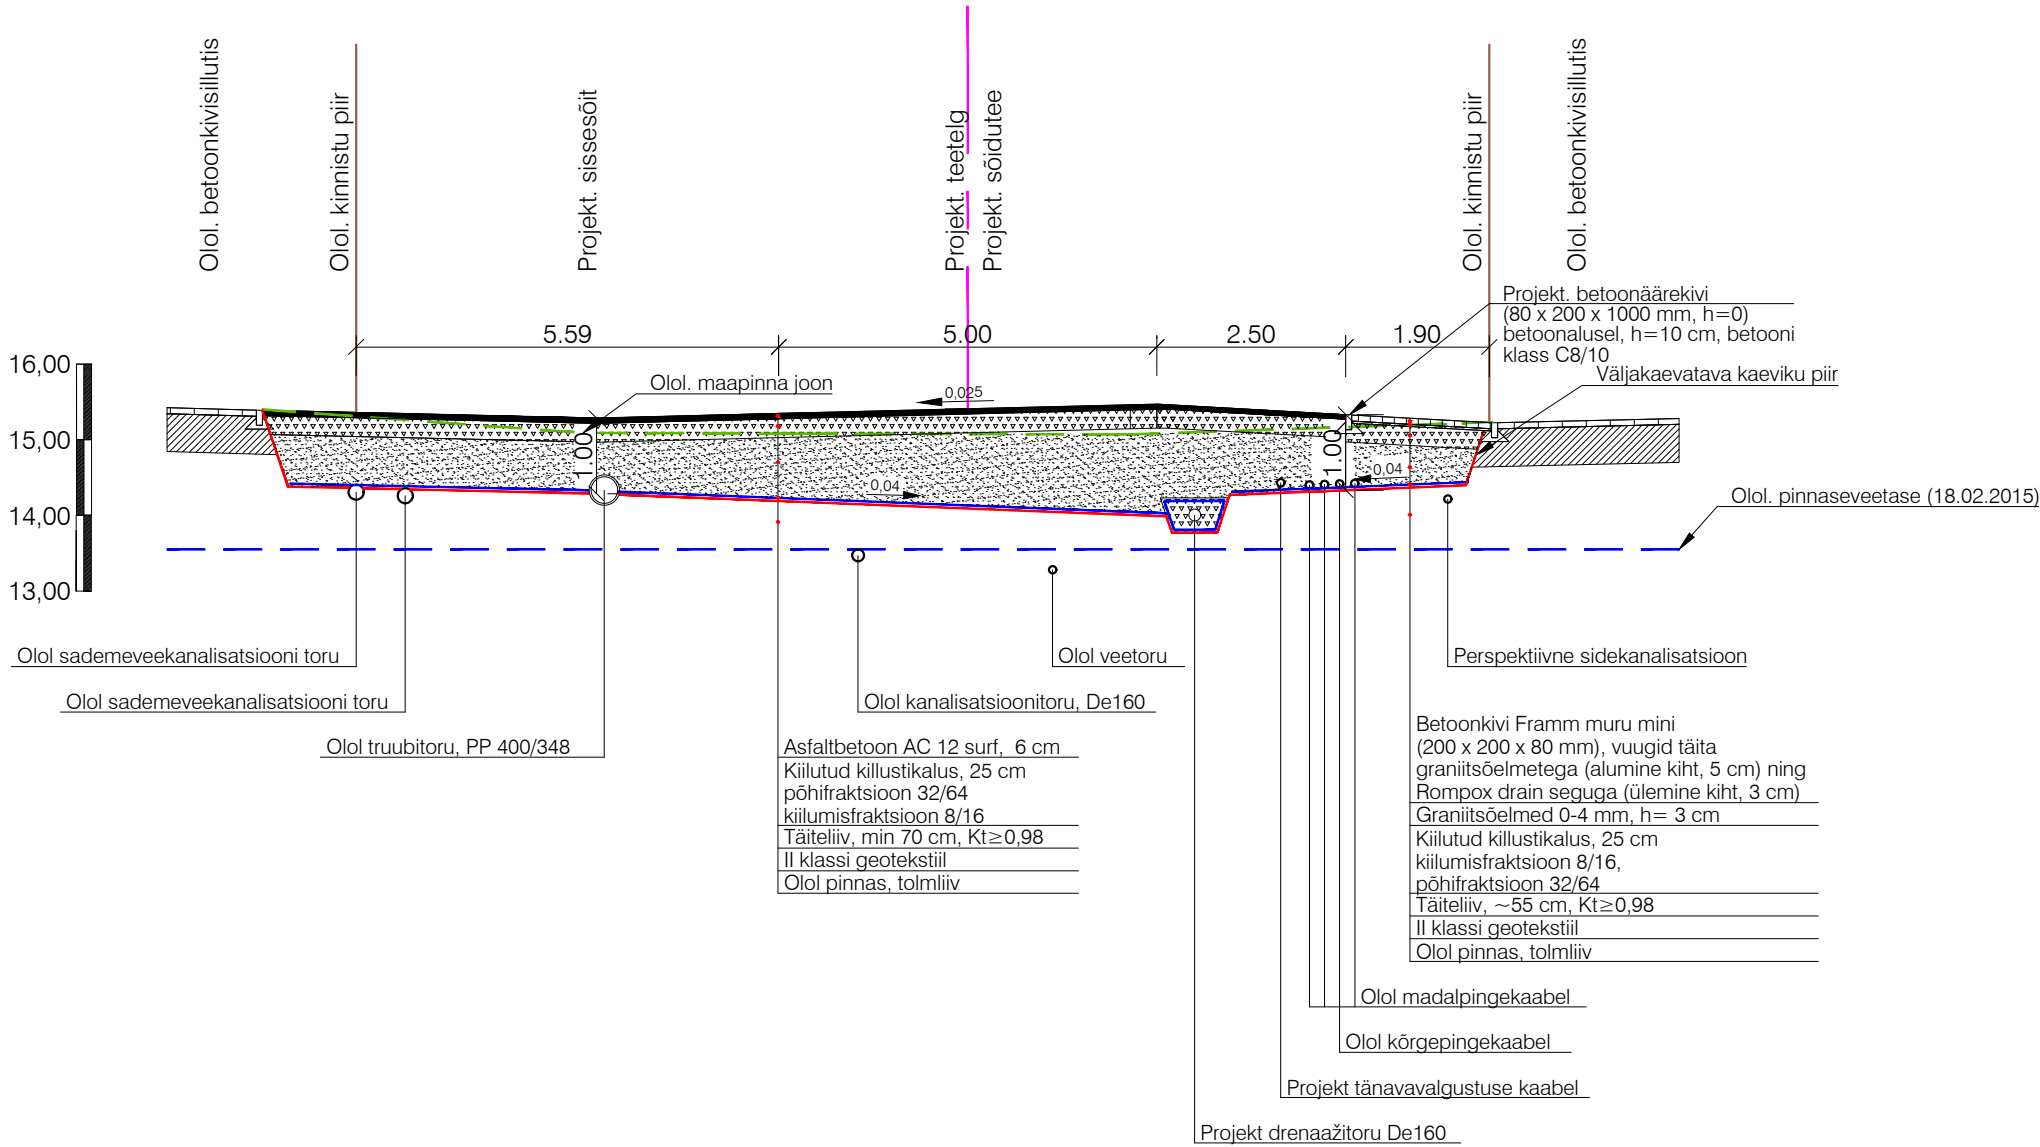 Olol. betoonkivisillutis
Olol. kinnistu piir
Projekt. sissesõit
Projekt. teetelg
Projekt. sõidutee
Olol. kinnistu piir
Olol. betoonkivisillutis
Projekt. betoonäärekivi
(80 x 200 x 1000 mm, h=0)
betoonalusel, h=10 cm, betooni
klass C8/10
5.59
5.00
2.50
1.90
16,00
15,00
14,00
13,00
Olol. maapinna joon
0,025
Väljakaevatava kaeviku piir
1.00
1.00
0,04
0,04
Olol. pinnaseveetase (18.02.2015)
Olol sademeveekanalisatsiooni toru
Olol veetoru
Perspektiivne sidekanalisatsioon
Olol sademeveekanalisatsiooni toru
Olol kanalisatsioonitoru, De160
Olol truubitoru, PP 400/348
Asfaltbetoon AC 12 surf, 6 cm
Kiilutud killustikalus, 25 cm
põhifraktsioon 32/64
kiilumisfraktsioon 8/16
Täiteliiv, min 70 cm, Kt≥0,98
II klassi geotekstiil
Olol pinnas, tolmliiv
Betoonkivi Framm muru mini
(200 x 200 x 80 mm), vuugid täita
graniitsõelmetega (alumine kiht, 5 cm) ning
Rompox drain seguga (ülemine kiht, 3 cm)
Graniitsõelmed 0-4 mm, h= 3 cm
Kiilutud killustikalus, 25 cm
kiilumisfraktsioon 8/16,
põhifraktsioon 32/64
Täiteliiv, ~55 cm, Kt≥0,98
II klassi geotekstiil
Olol pinnas, tolmliiv
Olol madalpingekaabel
Olol kõrgepingekaabel
Projekt tänavavalgustuse kaabel
Projekt drenaažitoru De160